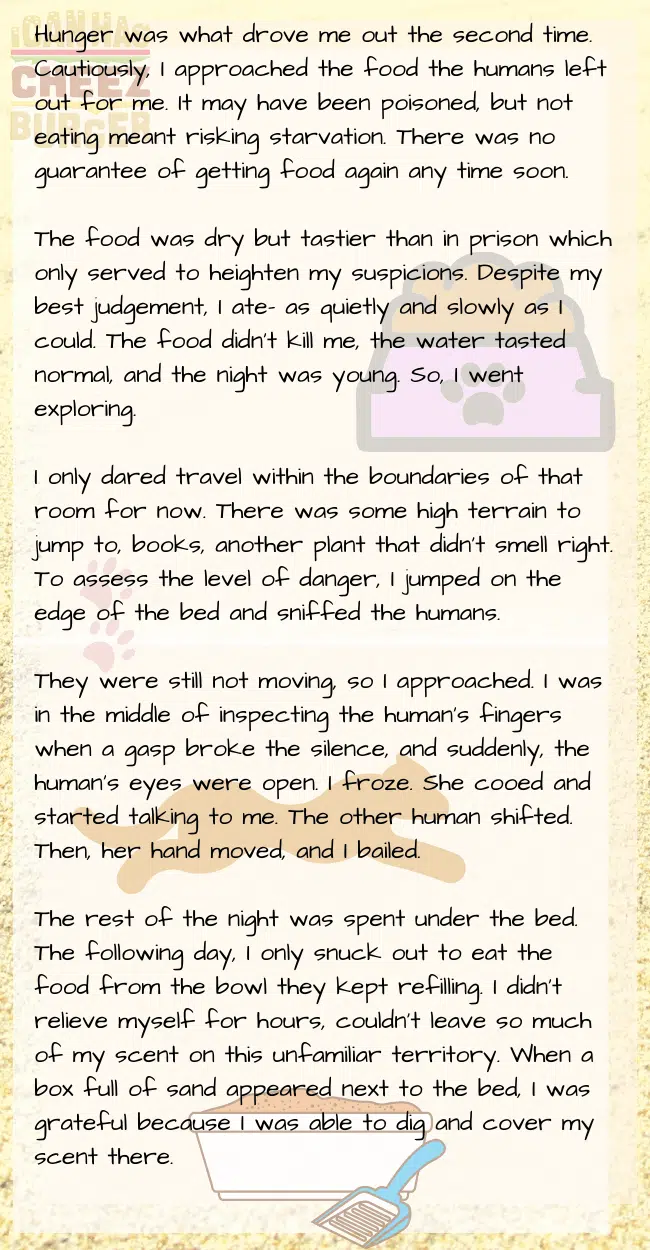 I CAN HAS
CHEEZ
BURGER
Hunger was what drove me out the second time.
Cautiously, I approached the food the humans left
out for me. It may have been poisoned, but not
eating meant risking starvation. There was no
guarantee of getting food again any time soon.
The food was dry but tastier than in prison which
only served to heighten my suspicions. Despite my
best judgement, I ate- as quietly and slowly as I
could. The food didn't kill me, the water tasted
normal, and the night was young. So, I went
exploring.
I only dared travel within the boundaries of that
room for now. There was some high terrain to
jump to, books, another plant that didn't smell right.
To assess the level of danger, I jumped on the
edge of the bed and sniffed the humans.
They were still not moving, so I approached. I was
in the middle of inspecting the human's fingers
when a gasp broke the silence, and suddenly, the
human's eyes were open. I froze. She cooed and
started talking to me. The other human shifted.
Then, her hand moved, and I bailed.
The rest of the night was spent under the bed.
The following day, I only snuck out to eat the
food from the bowl they kept refilling. I didn't
relieve myself for hours, couldn't leave so much
of my scent on this unfamiliar territory. When a
box full of sand appeared next to the bed, I was
grateful because I was able to dig and cover my
scent there.